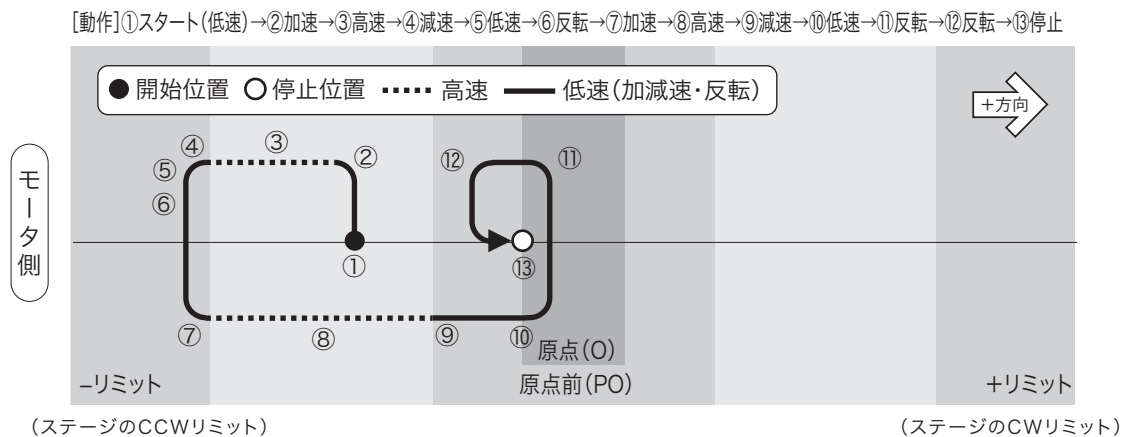 [動作]①スタート(低速)→②加速→③高速→④減速→⑤低速→⑥反転→⑦加速→⑧高速→⑨減速→⑩低速→⑪反転→⑫反転→⑬停止
開始位置 停止位置 高速 低速(加減速・反転)
+方向
④ ③ ② ⑫ ⑪
⑤
⑥
モータ側
① ⑬
⑦ ⑧ ⑨ ⑩
原点(O)
−リミット 原点前(PO) +リミット
(ステージのCCWリミット) (ステージのCWリミット)